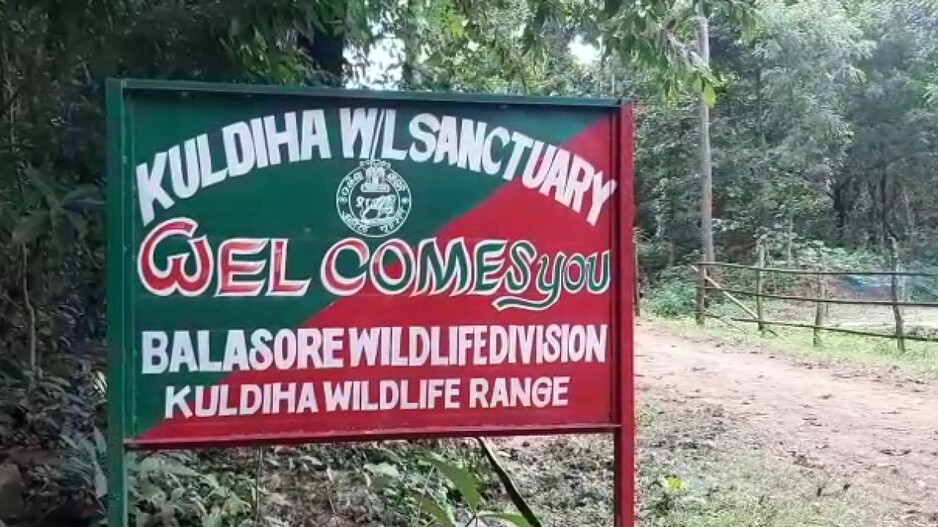 KULDIHA W/L SANCTUARY
WELCOMES YOU
BALASORE WILDLIFE DIVISION
KULDIHA WILDLIFE RANGE